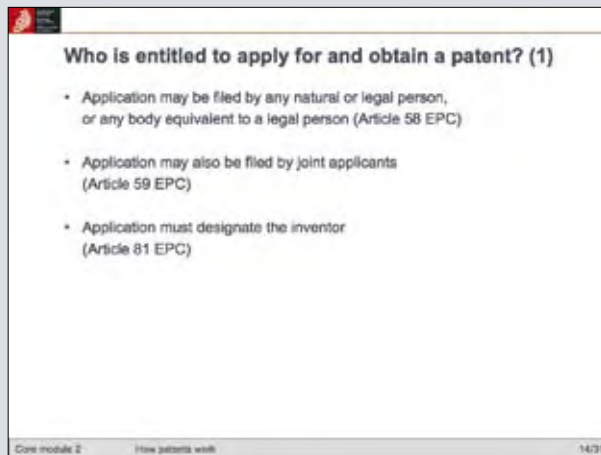 Who is entitled to apply for and obtain a patent? (1)
• Application may be filed by any natural or legal person,
or any body equivalent to a legal person (Article 58 EPC)
• Application may also be filed by joint applicants
(Article 59 EPC)
• Application must designate the inventor
(Article 81 EPC)
Core module 2 How patents work